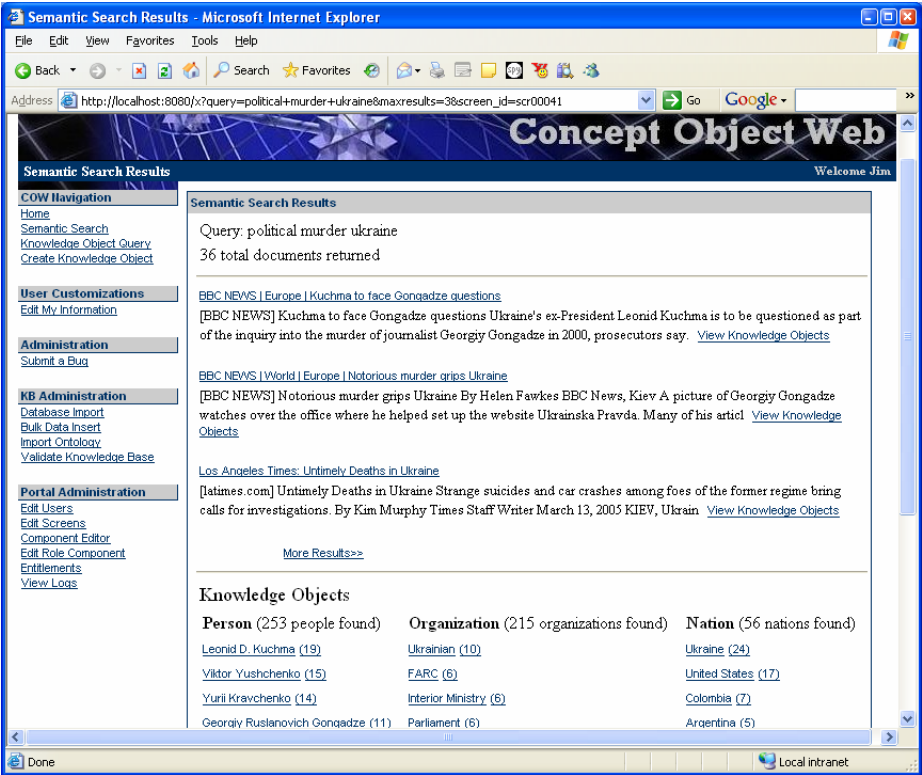 Semantic Search Results - Microsoft Internet Explorer
File Edit View Favorites Tools Help
Back Search Favorites
Address http://localhost:8080/x?query=political+murder+ukraine&maxresults=3&screen_id=scr00041 Go Google
Concept Object Web
Semantic Search Results Welcome Jim
COW Navigation
Home
Semantic Search
Knowledge Object Query
Create Knowledge Object
User Customizations
Edit My Information
Administration
Submit a Bug
KB Administration
Database Import
Bulk Data Insert
Import Ontology
Validate Knowledge Base
Portal Administration
Edit Users
Edit Screens
Component Editor
Edit Role Component
Entitlements
View Logs
Semantic Search Results
Query: political murder ukraine
36 total documents returned
BBC NEWS | Europe | Kuchma to face Gongadze questions
[BBC NEWS] Kuchma to face Gongadze questions Ukraine's ex-President Leonid Kuchma is to be questioned as part
of the inquiry into the murder of journalist Georgiy Gongadze in 2000, prosecutors say. View Knowledge Objects
BBC NEWS | World | Europe | Notorious murder grips Ukraine
[BBC NEWS] Notorious murder grips Ukraine By Helen Fawkes BBC News, Kiev A picture of Georgiy Gongadze
watches over the office where he helped set up the website Ukrainska Pravda. Many of his articl View Knowledge
Objects
Los Angeles Times: Untimely Deaths in Ukraine
[latimes.com] Untimely Deaths in Ukraine Strange suicides and car crashes among foes of the former regime bring
calls for investigations. By Kim Murphy Times Staff Writer March 13, 2005 KIEV, Ukrain View Knowledge Objects
More Results>>
Knowledge Objects
Person (253 people found) Organization (215 organizations found) Nation (56 nations found)
Leonid D. Kuchma (19) Ukrainian (10) Ukraine (24)
Viktor Yushchenko (15) FARC (6) United States (17)
Yurii Kravchenko (14) Interior Ministry (6) Colombia (7)
Georgiy Ruslanovich Gongadze (11) Parliament (6) Argentina (5)
Done Local intranet